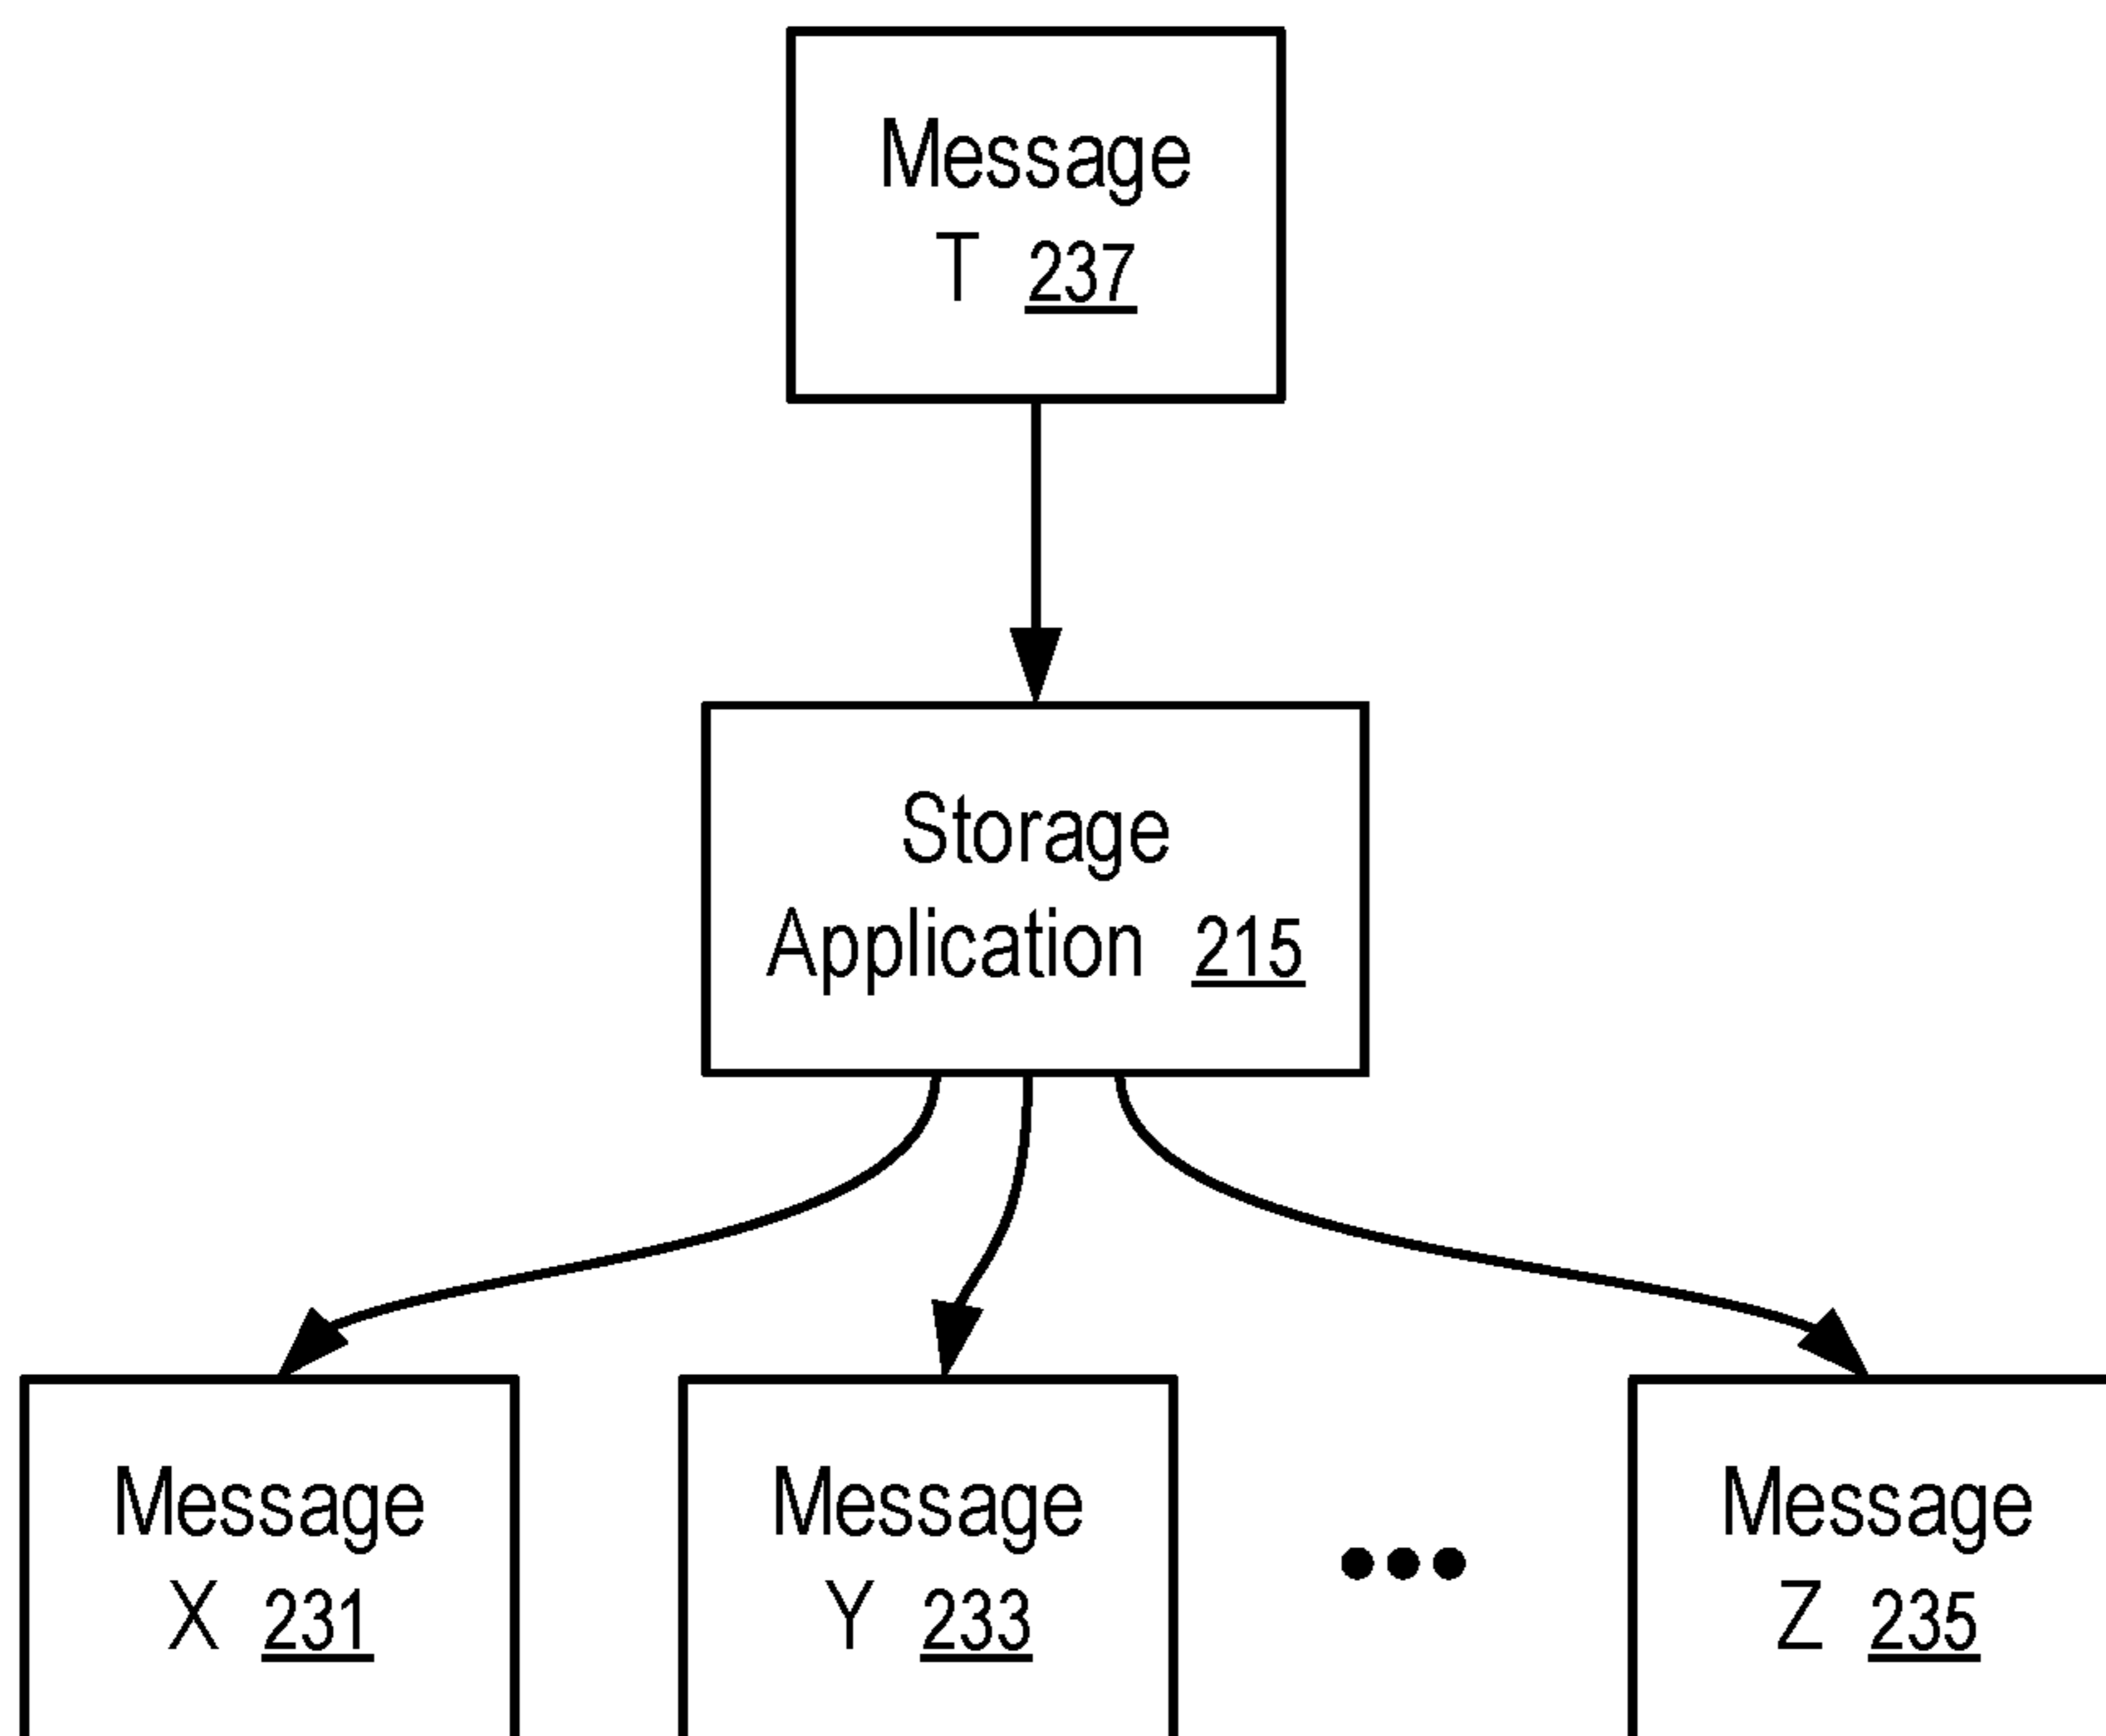 Message
T 237
Storage
Application 215
Message
X 231
Message
Y 233
Message
Z 235